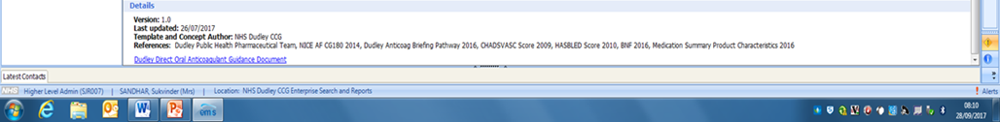 Details
Version: 1.0
Last updated: 26/07/2017
Template and Concept Author: NHS Dudley CCG
References: Dudley Public Health Pharmaceutical Team, NICE AF CG180 2014, Dudley Anticoag Briefing Pathway 2016, CHADSVASC Score 2009, HASBLED Score 2010, BNF 2016, Medication Summary Product Characteristics 2016
Dudley Direct Oral Anticoagulant Guidance Document
Latest Contacts
NHS Higher Level Admin (SJR007) | SANDHAR, Sukvinder (Mrs) | Location: NHS Dudley CCG Enterprise Search and Reports ! Alerts
08:10
28/09/2017